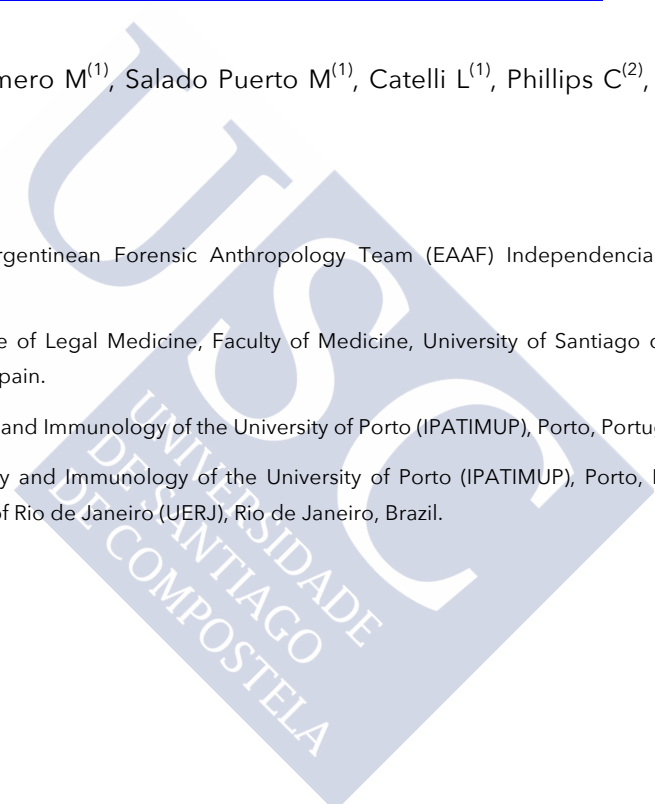 mero M(1), Salado Puerto M(1), Catelli L(1), Phillips C(2),
rgentinean Forensic Anthropology Team (EAAF) Independencia
e of Legal Medicine, Faculty of Medicine, University of Santiago
pain.
and Immunology of the University of Porto (IPATIMUP), Porto, Portu
y and Immunology of the University of Porto (IPATIMUP), Porto,
of Rio de Janeiro (UERJ), Rio de Janeiro, Brazil.
USC
UNIVERSIDADE
DE SANTIAGO
DE COMPOSTELA